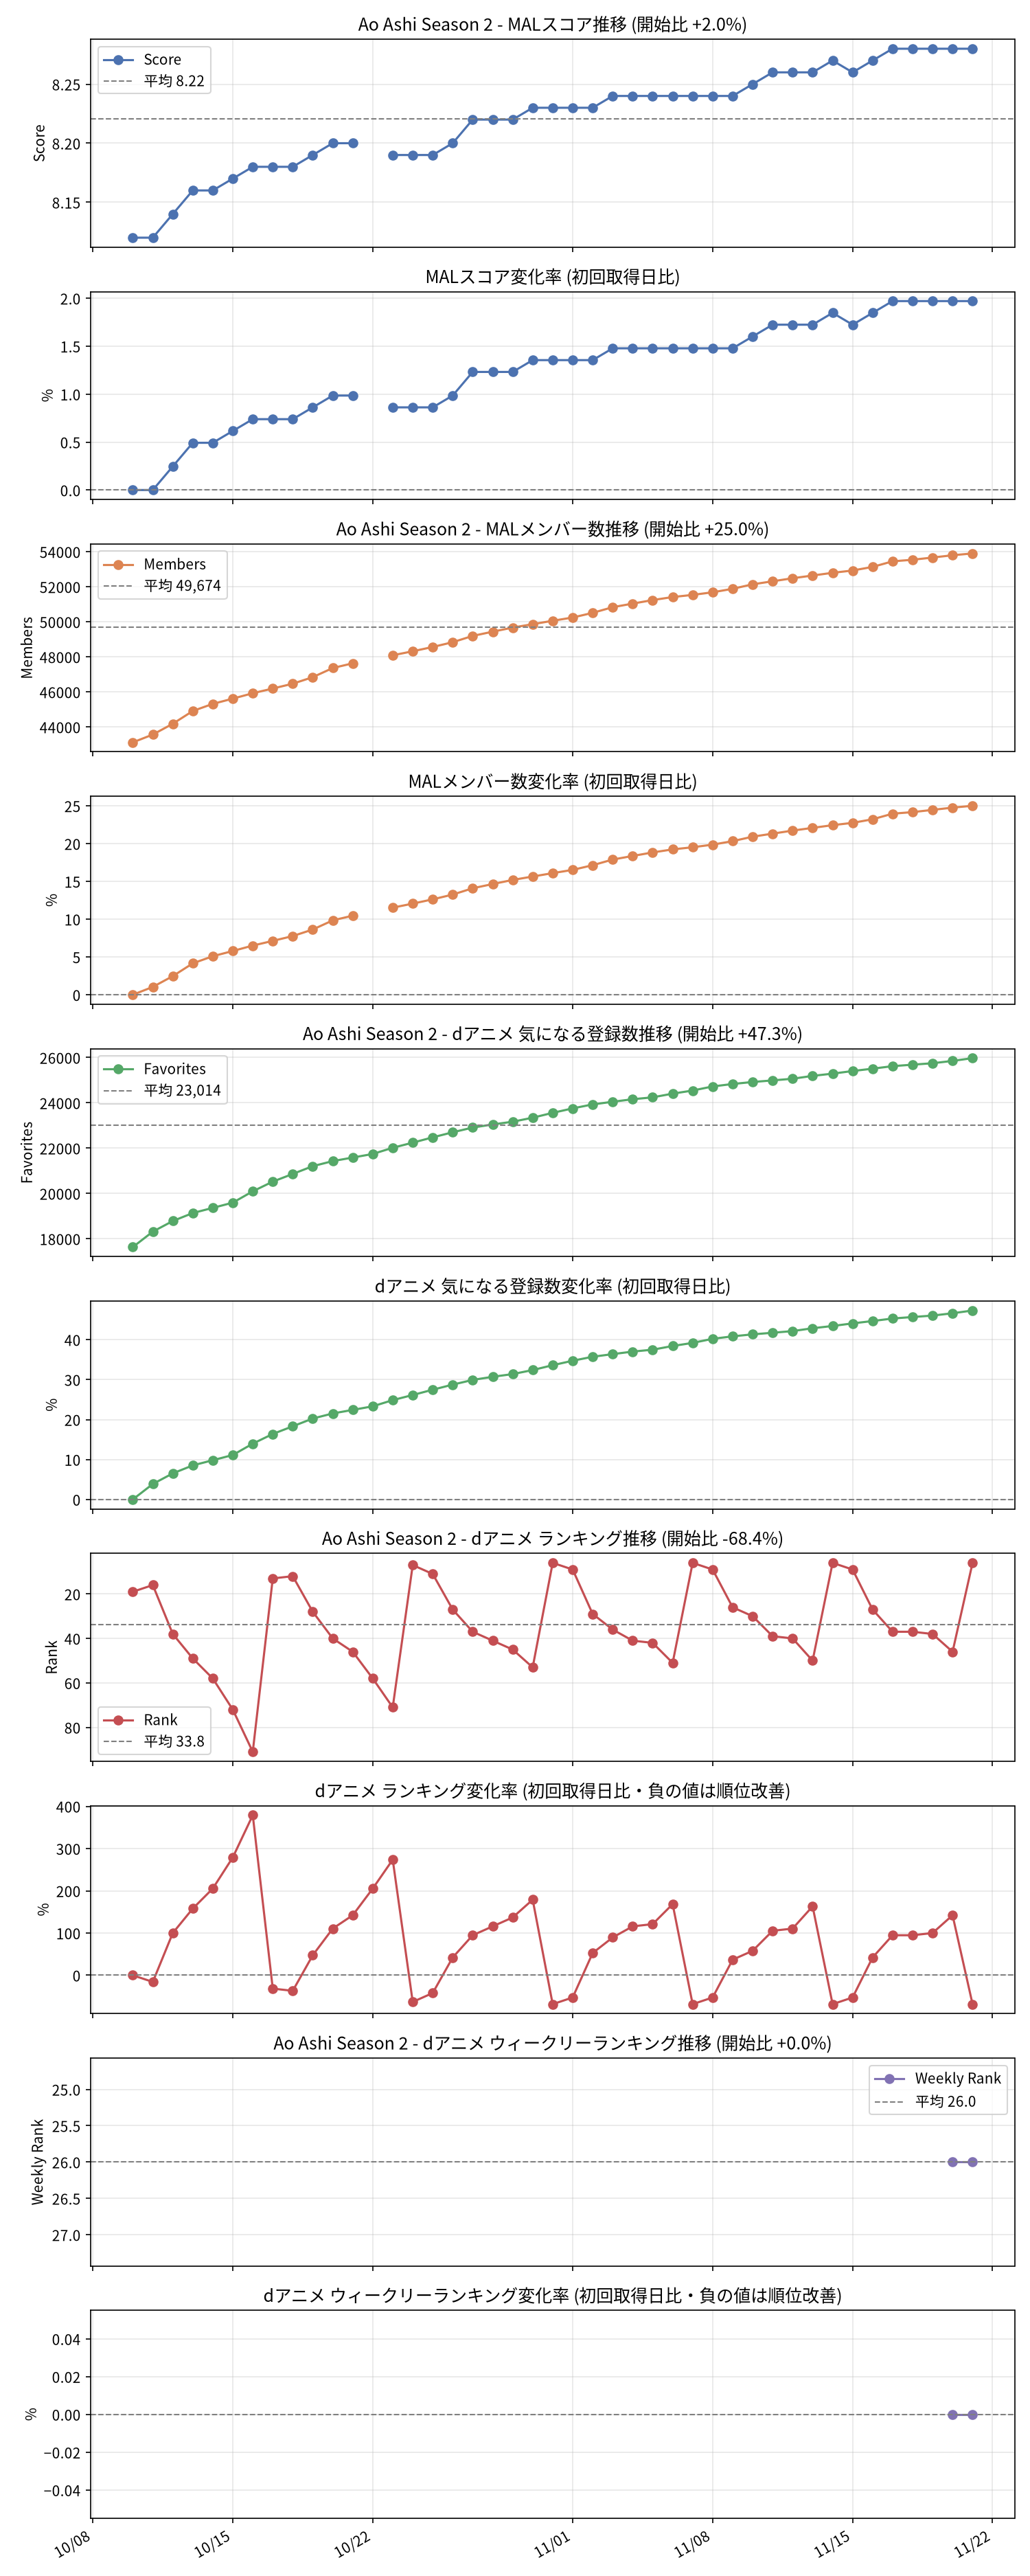 Ao Ashi Season 2 - MALスコア推移 (開始比 +2.0%)
Score
平均 8.22
8.25
8.20
8.15
Score
MALスコア変化率 (初回取得日比)
2.0
1.5
1.0
0.5
0.0
%
Ao Ashi Season 2 - MALメンバー数推移 (開始比 +25.0%)
Members
平均 49,674
54000
52000
50000
48000
46000
44000
Members
MALメンバー数変化率 (初回取得日比)
25
20
15
10
5
0
%
Ao Ashi Season 2 - dアニメ 気になる登録数推移 (開始比 +47.3%)
Favorites
平均 23,014
26000
24000
22000
20000
18000
Favorites
dアニメ 気になる登録数変化率 (初回取得日比)
40
30
20
10
0
%
Ao Ashi Season 2 - dアニメ ランキング推移 (開始比 -68.4%)
20
40
60
80
Rank
Rank
平均 33.8
dアニメ ランキング変化率 (初回取得日比・負の値は順位改善)
400
300
200
100
0
%
Ao Ashi Season 2 - dアニメ ウィークリーランキング推移 (開始比 +0.0%)
Weekly Rank
平均 26.0
25.0
25.5
26.0
26.5
27.0
Weekly Rank
dアニメ ウィークリーランキング変化率 (初回取得日比・負の値は順位改善)
0.04
0.02
0.00
−0.02
−0.04
%
10/08
10/15
10/22
11/01
11/08
11/15
11/22